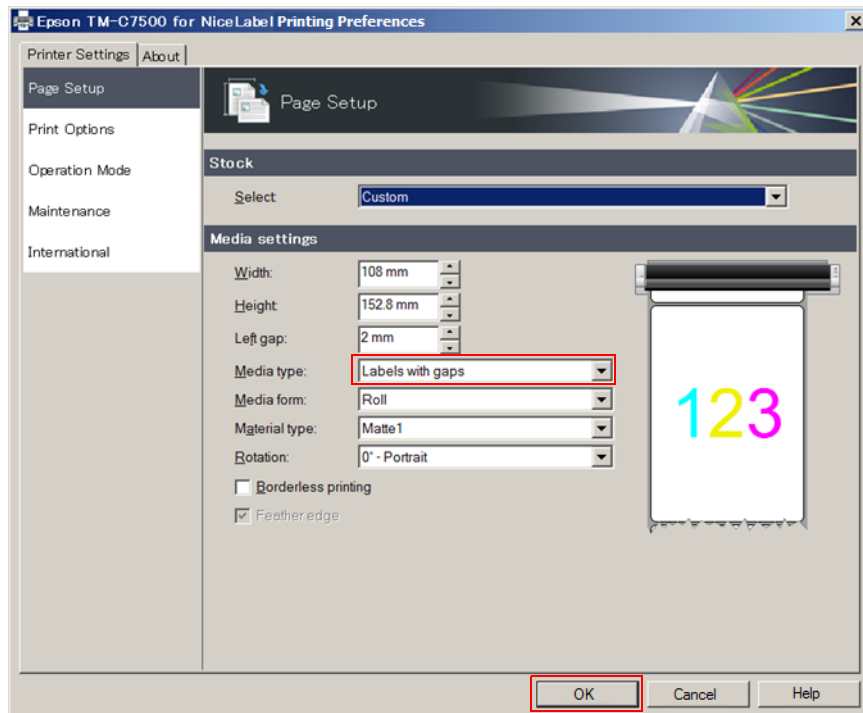 Epson TM-C7500 for NiceLabel Printing Preferences
Printer Settings
About
Page Setup
Print Options
Operation Mode
Maintenance
International
Page Setup
Stock
Select:
Custom
Media settings
Width:
108 mm
Height:
152.8 mm
Left gap:
2 mm
Media type:
Labels with gaps
Media form:
Roll
Material type:
Matte1
Rotation:
0° - Portrait
Borderless printing
Feather edge
123
OK
Cancel
Help